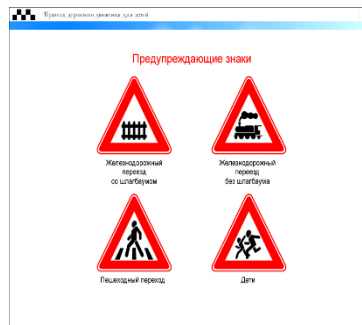 Правила дорожного движения для детей
Предупреждающие знаки
Железнодорожный
переезд
со шлагбаумом
Железнодорожный
переезд
без шлагбаума
Пешеходный переход
Дети